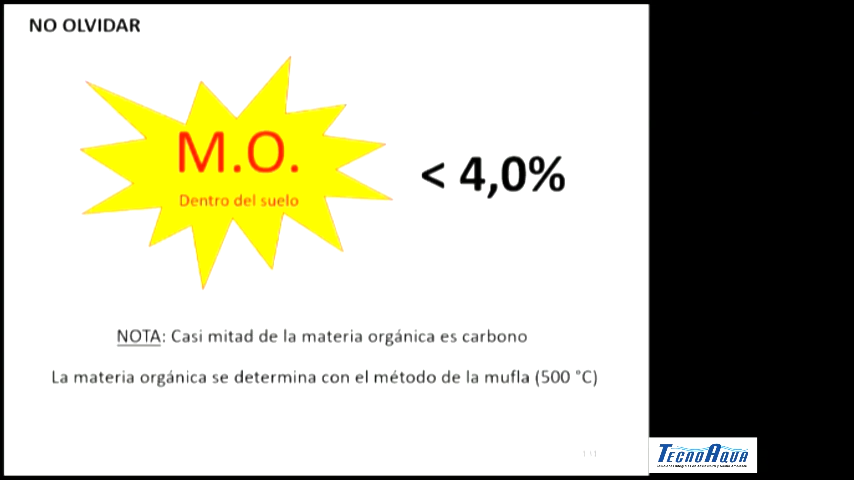 NO OLVIDAR
M.O.
Dentro del suelo
< 4,0%
NOTA: Casi mitad de la materia orgánica es carbono
La materia orgánica se determina con el método de la mufla (500 °C)
TECNOAQUA